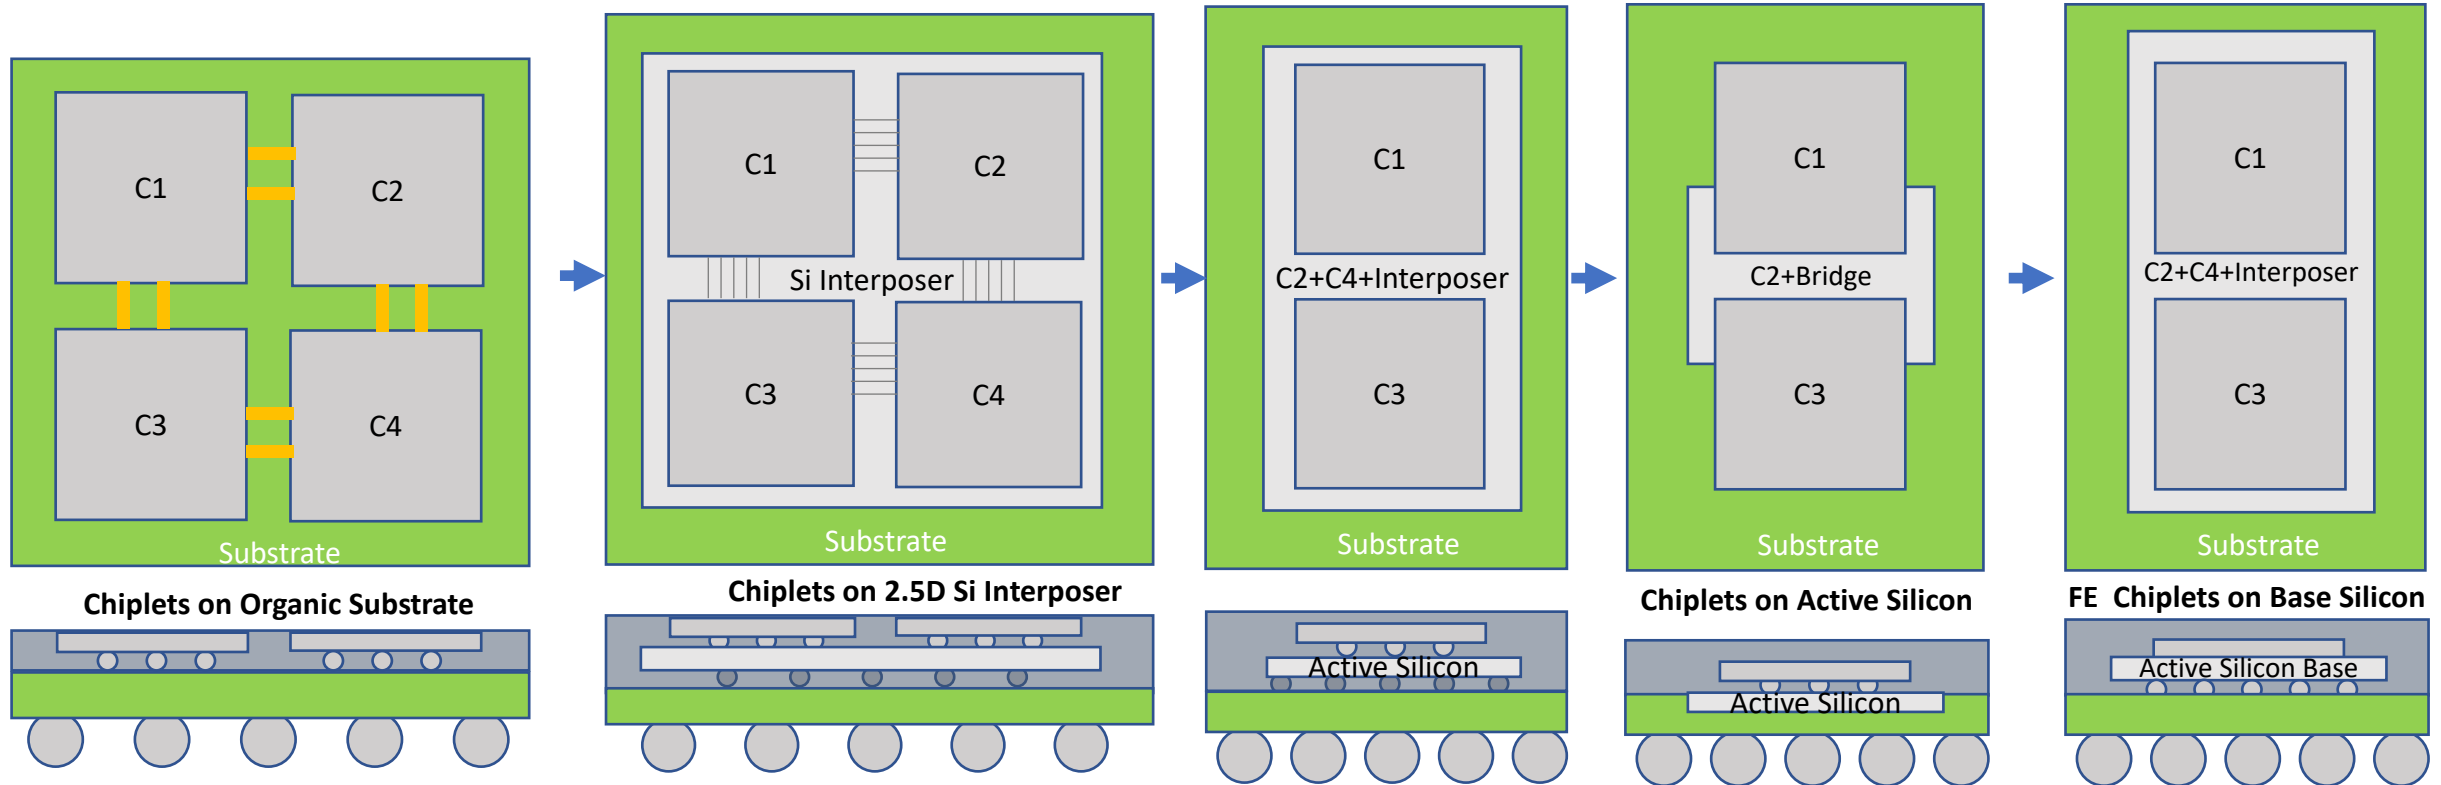 C1
C2
C3
C4
Substrate
Chiplets on Organic Substrate
C1
C2
Si Interposer
C3
C4
Substrate
Chiplets on 2.5D Si Interposer
C1
C2+C4+Interposer
C3
Substrate
Active Silicon
C1
C2+Bridge
C3
Substrate
Chiplets on Active Silicon
Active Silicon
C1
C2+C4+Interposer
C3
Substrate
FE  Chiplets on Base Silicon
Active Silicon Base